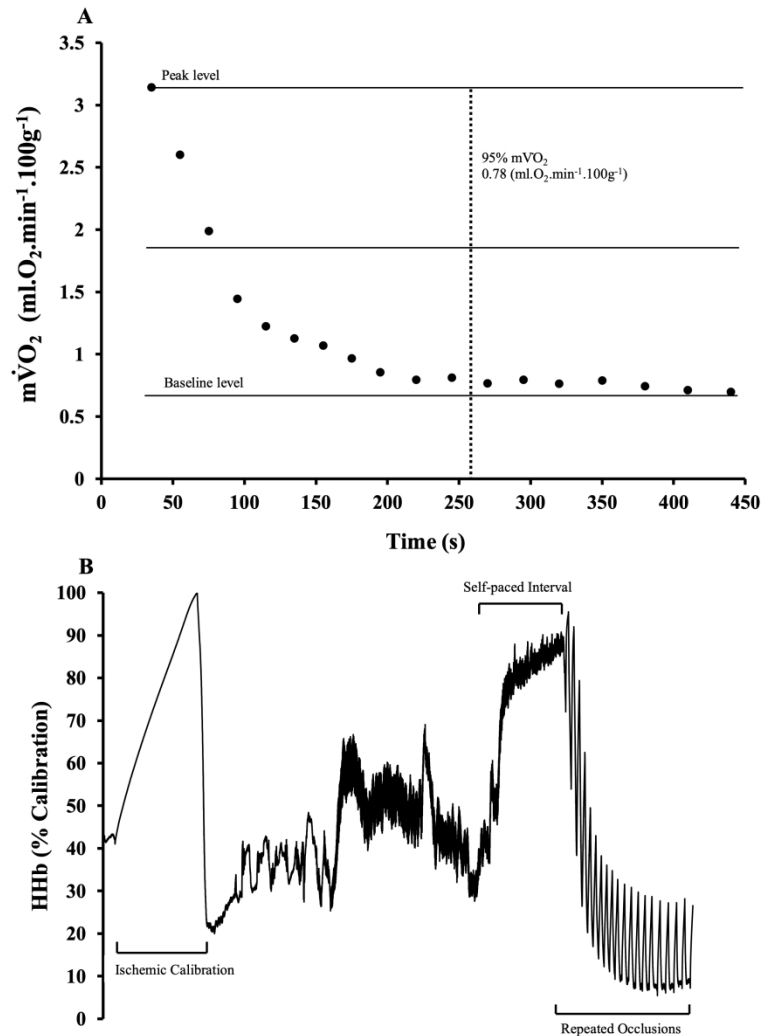 A
3.5
Peak level
3
95% mV̇O₂
0.78 (ml.O₂.min⁻¹.100g⁻¹)
2.5
2
1.5
1
Baseline level
0.5
0
mV̇O₂ (ml.O₂.min⁻¹.100g⁻¹)
0 50 100 150 200 250 300 350 400 450
Time (s)
B
Self-paced Interval
100
90
80
70
60
50
40
30
20
10
0
HHb (% Calibration)
Ischemic Calibration
Repeated Occlusions